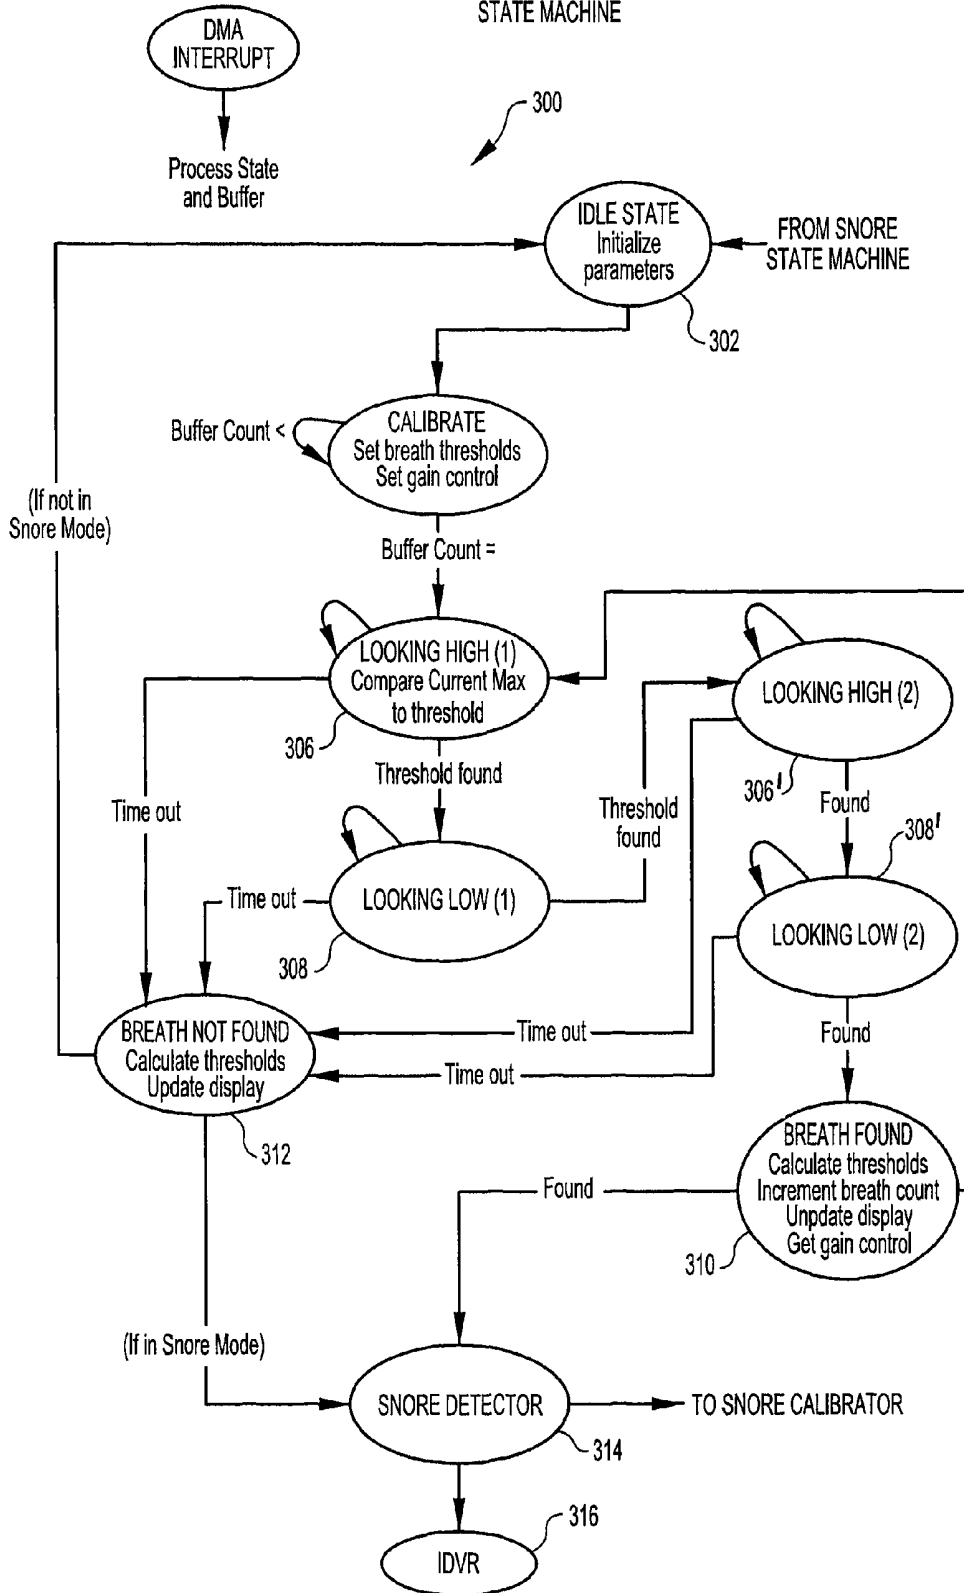 STATE MACHINE
DMA
INTERRUPT
300
Process State
and Buffer
IDLE STATE
Initialize
parameters
FROM SNORE
STATE MACHINE
302
CALIBRATE
Set breath thresholds
Set gain control
Buffer Count <
(If not in
Snore Mode)
Buffer Count =
LOOKING HIGH (1)
Compare Current Max
to threshold
306
LOOKING HIGH (2)
306'
Threshold found
Time out
Threshold
found
Found
308'
LOOKING LOW (1)
Time out
308
LOOKING LOW (2)
BREATH NOT FOUND
Calculate thresholds
Update display
312
Time out
Time out
Found
BREATH FOUND
Calculate thresholds
Increment breath count
Unpdate display
Get gain control
310
Found
(If in Snore Mode)
SNORE DETECTOR
TO SNORE CALIBRATOR
314
316
IDVR